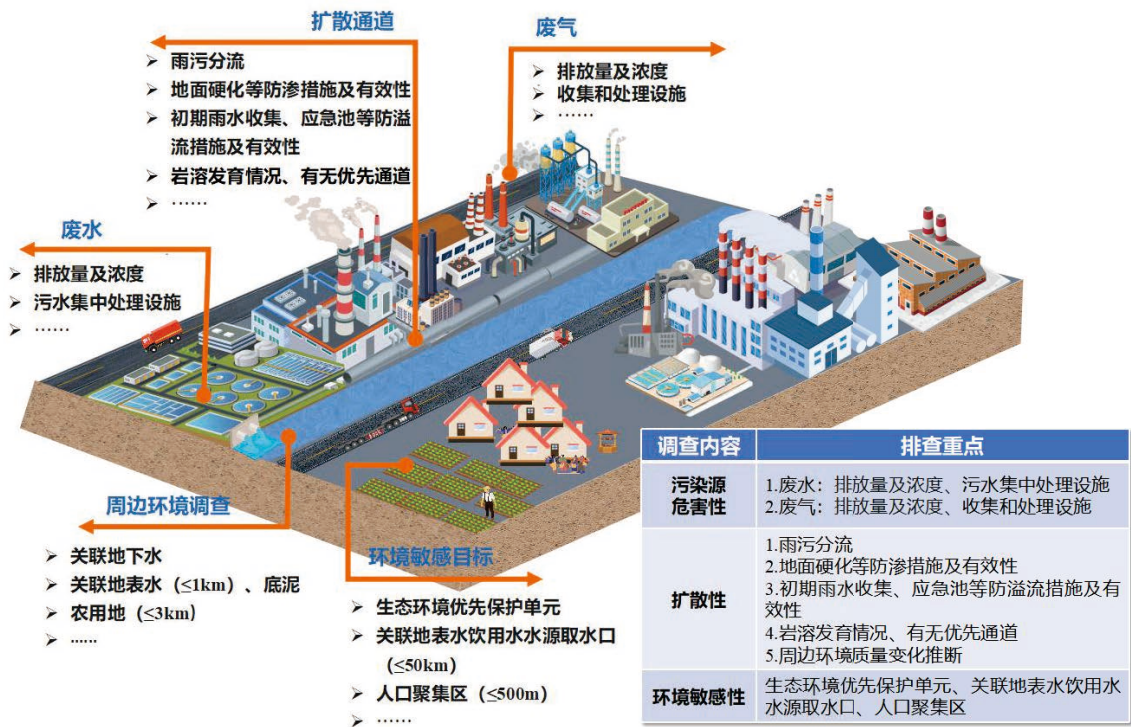 扩散通道
➢ 雨污分流
➢ 地面硬化等防渗措施及有效性
➢ 初期雨水收集、应急池等防溢
流措施及有效性
➢ 岩溶发育情况、有无优先通道
➢ ……
废气
➢ 排放量及浓度
➢ 收集和处理设施
➢ ……
废水
➢ 排放量及浓度
➢ 污水集中处理设施
➢ ……
周边环境调查
➢ 关联地下水
➢ 关联地表水（≤1km）、底泥
➢ 农用地（≤3km）
➢ ……
环境敏感目标
➢ 生态环境优先保护单元
➢ 关联地表水饮用水水源取水口
（≤50km）
➢ 人口聚集区（≤500m）
➢ ……
调查内容 排查重点
污染源
危害性
1.废水：排放量及浓度、污水集中处理设施
2.废气：排放量及浓度、收集和处理设施
扩散性
1.雨污分流
2.地面硬化等防渗措施及有效性
3.初期雨水收集、应急池等防溢流措施及有
效性
4.岩溶发育情况、有无优先通道
5.周边环境质量变化推断
环境敏感性
生态环境优先保护单元、关联地表水饮用水
水源取水口、人口聚集区